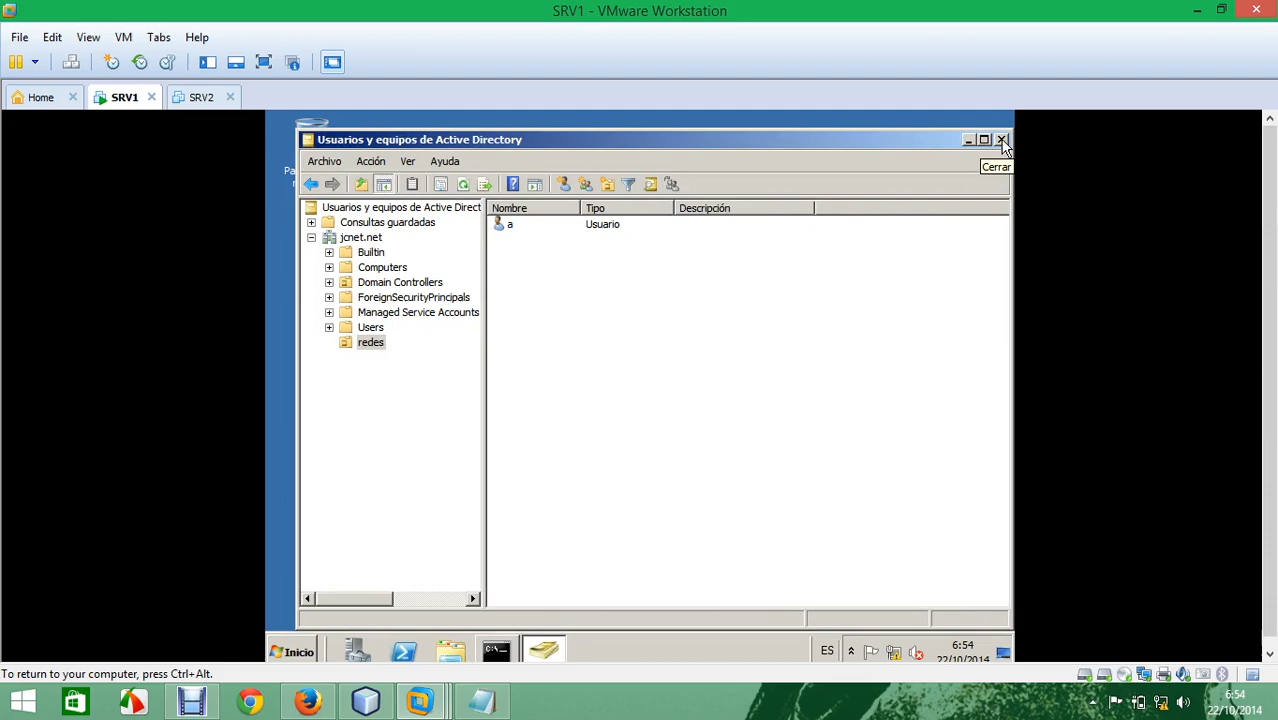 SRV1 - VMware Workstation
File Edit View VM Tabs Help
Home SRV1 SRV2
Usuarios y equipos de Active Directory
Archivo Acción Ver Ayuda
Cerrar
Usuarios y equipos de Active Direct
Nombre Tipo Descripción
Consultas guardadas
a Usuario
jcnet.net
Builtin
Computers
Domain Controllers
ForeignSecurityPrincipals
Managed Service Accounts
Users
redes
C:\
Inicio
ES
6:54
22/10/2014
To return to your computer, press Ctrl+Alt.
6:54
22/10/2014